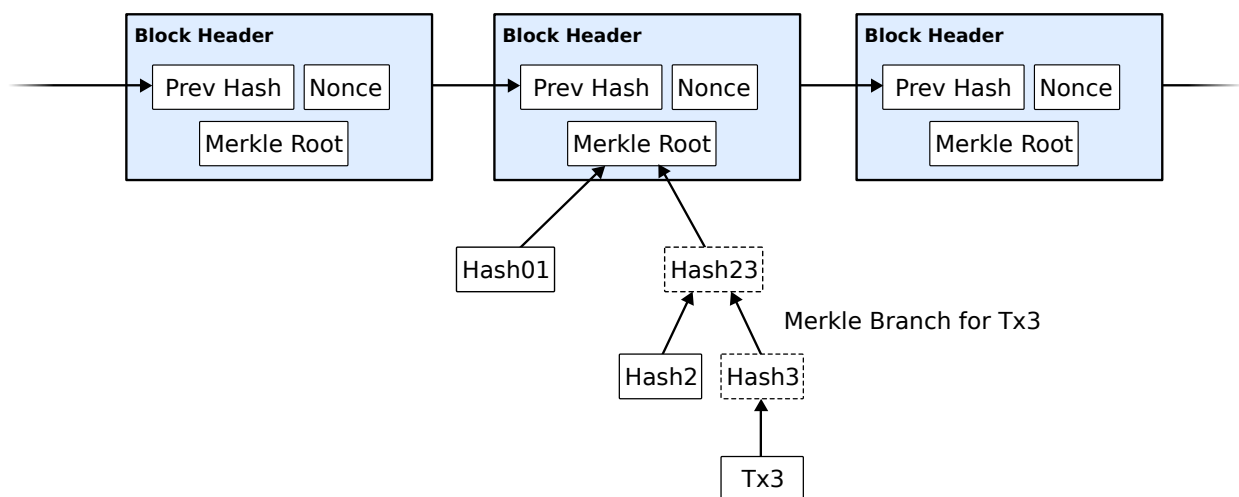 Block Header
Prev Hash
Nonce
Merkle Root
Block Header
Prev Hash
Nonce
Merkle Root
Block Header
Prev Hash
Nonce
Merkle Root
Hash01
Hash23
Merkle Branch for Tx3
Hash2
Hash3
Tx3